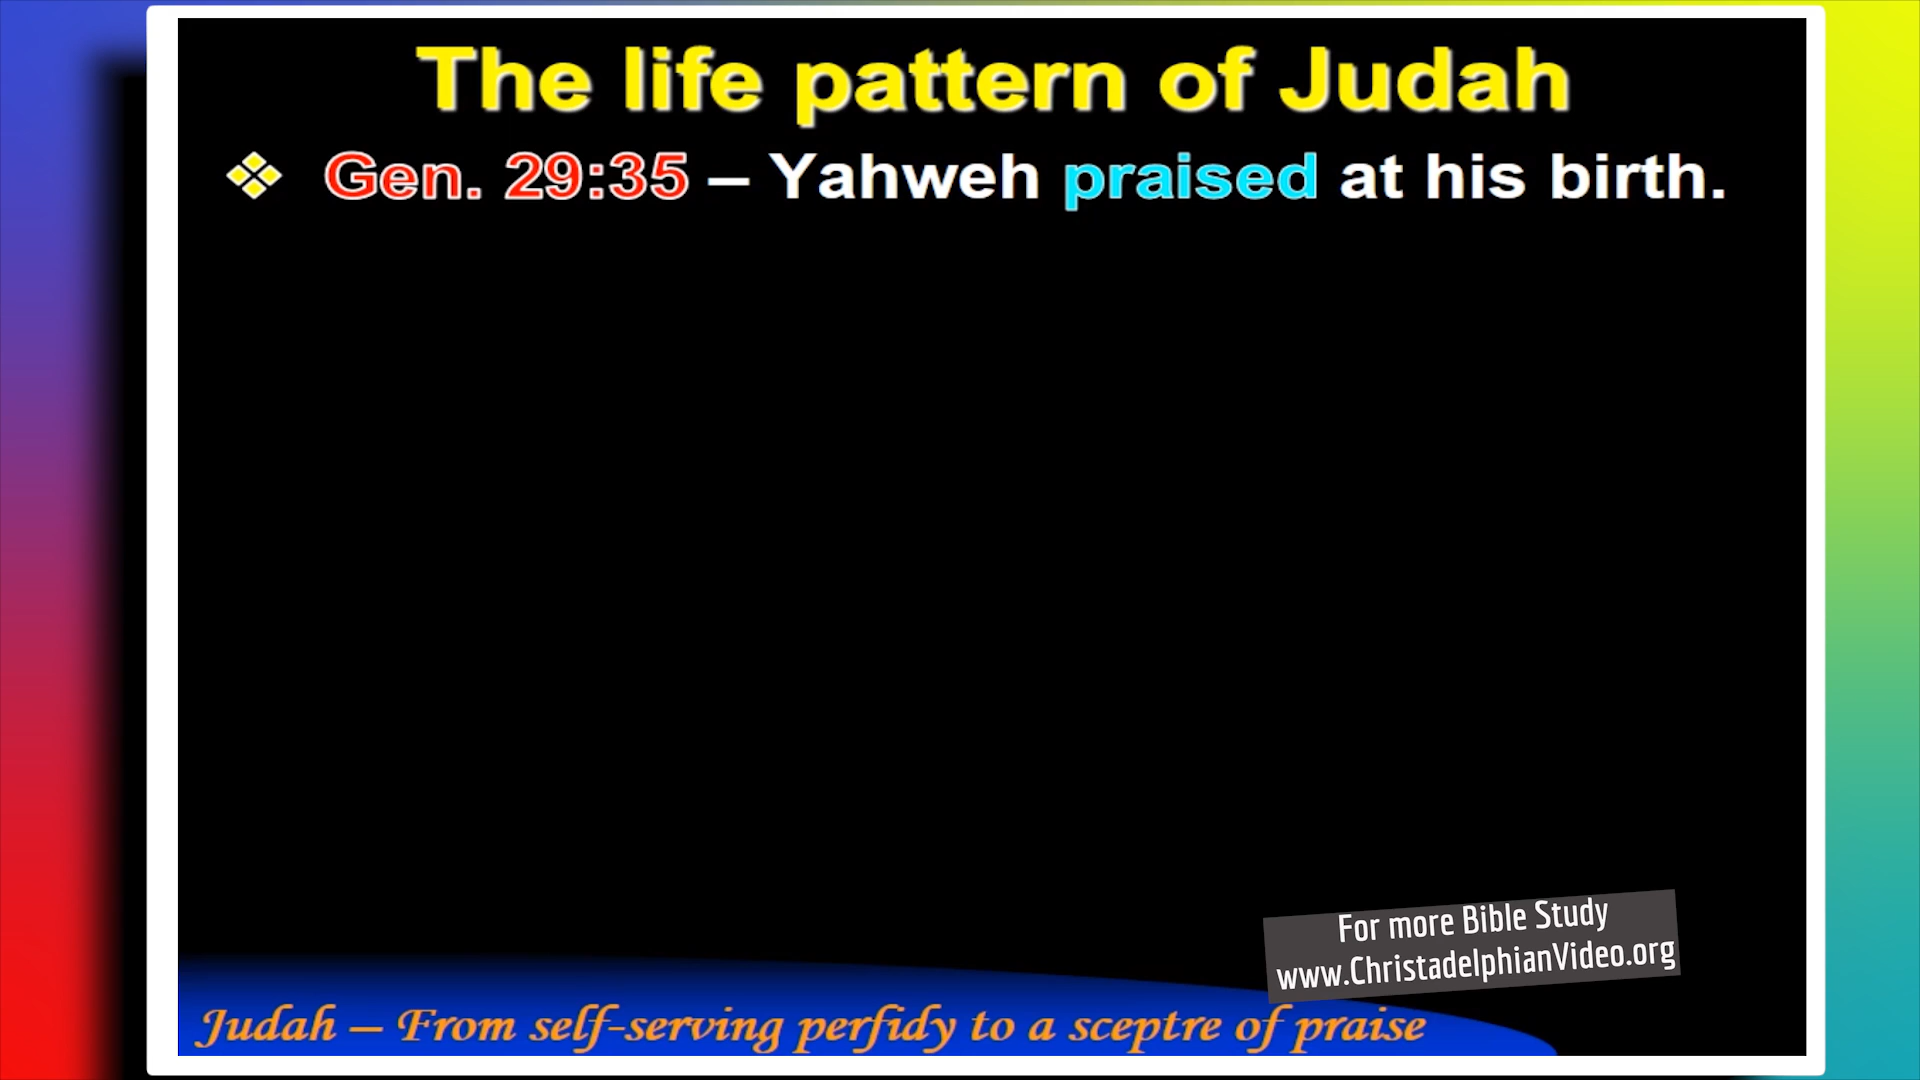 The life pattern of Judah
❖ Gen. 29:35 – Yahweh praised at his birth.
For more Bible Study
www.ChristadelphianVideo.org
Judah – From self-serving perfidy to a sceptre of praise